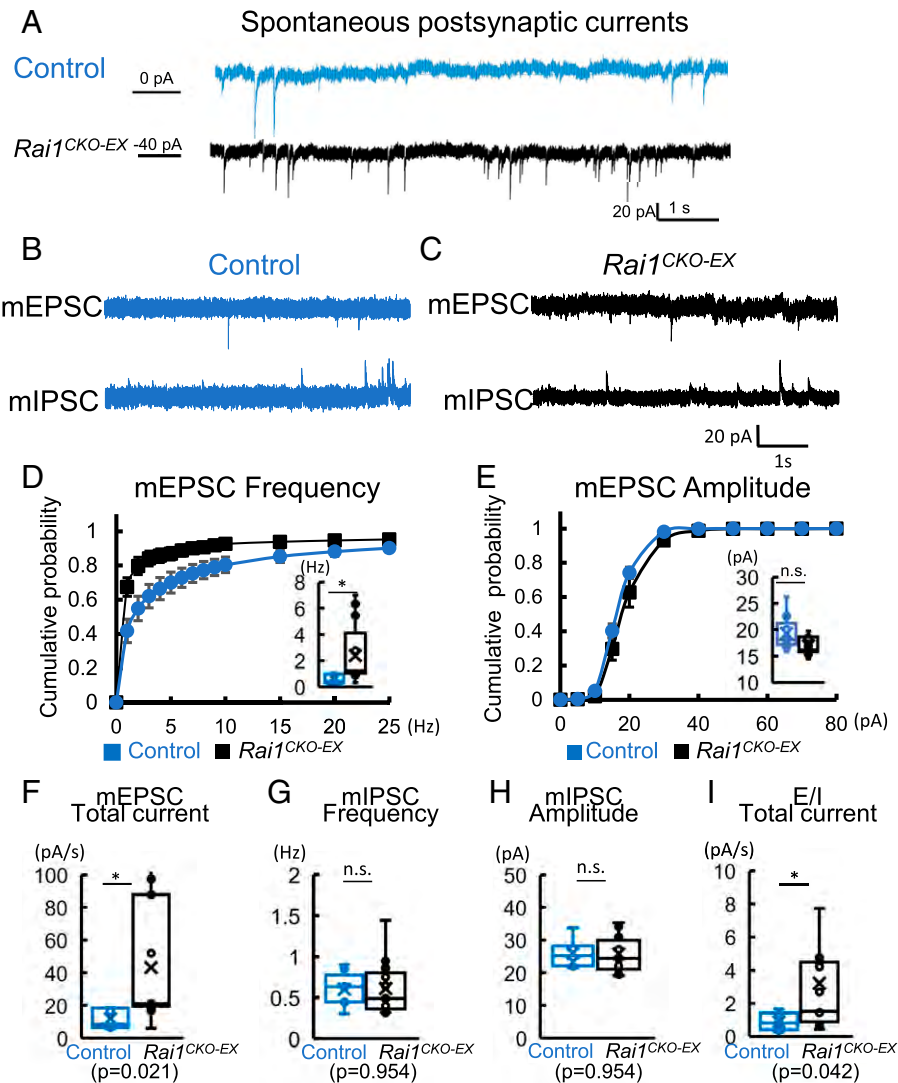 A
Spontaneous postsynaptic currents
Control
0 pA
Rai1CKO-EX
-40 pA
20 pA
1 s
B
Control
C
Rai1CKO-EX
mEPSC
mEPSC
mIPSC
mIPSC
20 pA
1s
D
mEPSC Frequency
Cumulative probability
1
0.8
0.6
0.4
0.2
0
0
5
10
15
20
25
(Hz)
(Hz)
8
7
6
4
2
0
*
Control
Rai1CKO-EX
E
mEPSC Amplitude
Cumulative probability
1
0.8
0.6
0.4
0.2
0
0
20
40
60
80
(pA)
(pA)
30
25
20
15
10
n.s.
Control
Rai1CKO-EX
F
mEPSC
Total current
(pA/s)
100
80
60
40
20
0
*
Control
Rai1CKO-EX
(p=0.021)
G
mIPSC
Frequency
(Hz)
2
1.5
1
0.5
0
n.s.
Control
Rai1CKO-EX
(p=0.954)
H
mIPSC
Amplitude
(pA)
50
40
30
20
10
0
n.s.
Control
Rai1CKO-EX
(p=0.954)
I
E/I
Total current
(pA/s)
10
8
6
4
2
0
*
Control
Rai1CKO-EX
(p=0.042)